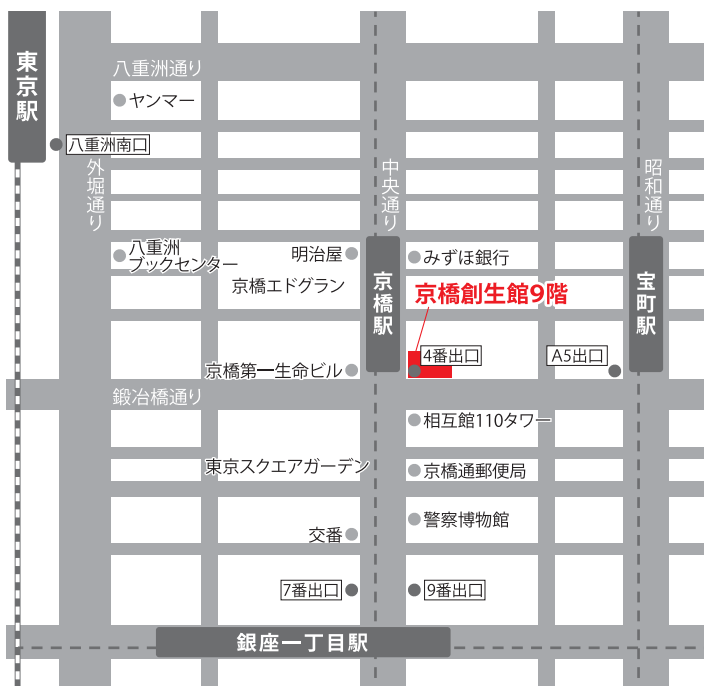 東京駅
八重洲通り
ヤンマー
八重洲南口
外堀通り
中央通り
昭和通り
八重洲
ブックセンター
明治屋
みずほ銀行
京橋エドグラン
京橋駅
京橋創生館9階
宝町駅
4番出口
A5出口
京橋第一生命ビル
鍛冶橋通り
相互館110タワー
東京スクエアガーデン
京橋通郵便局
警察博物館
交番
7番出口
9番出口
銀座一丁目駅